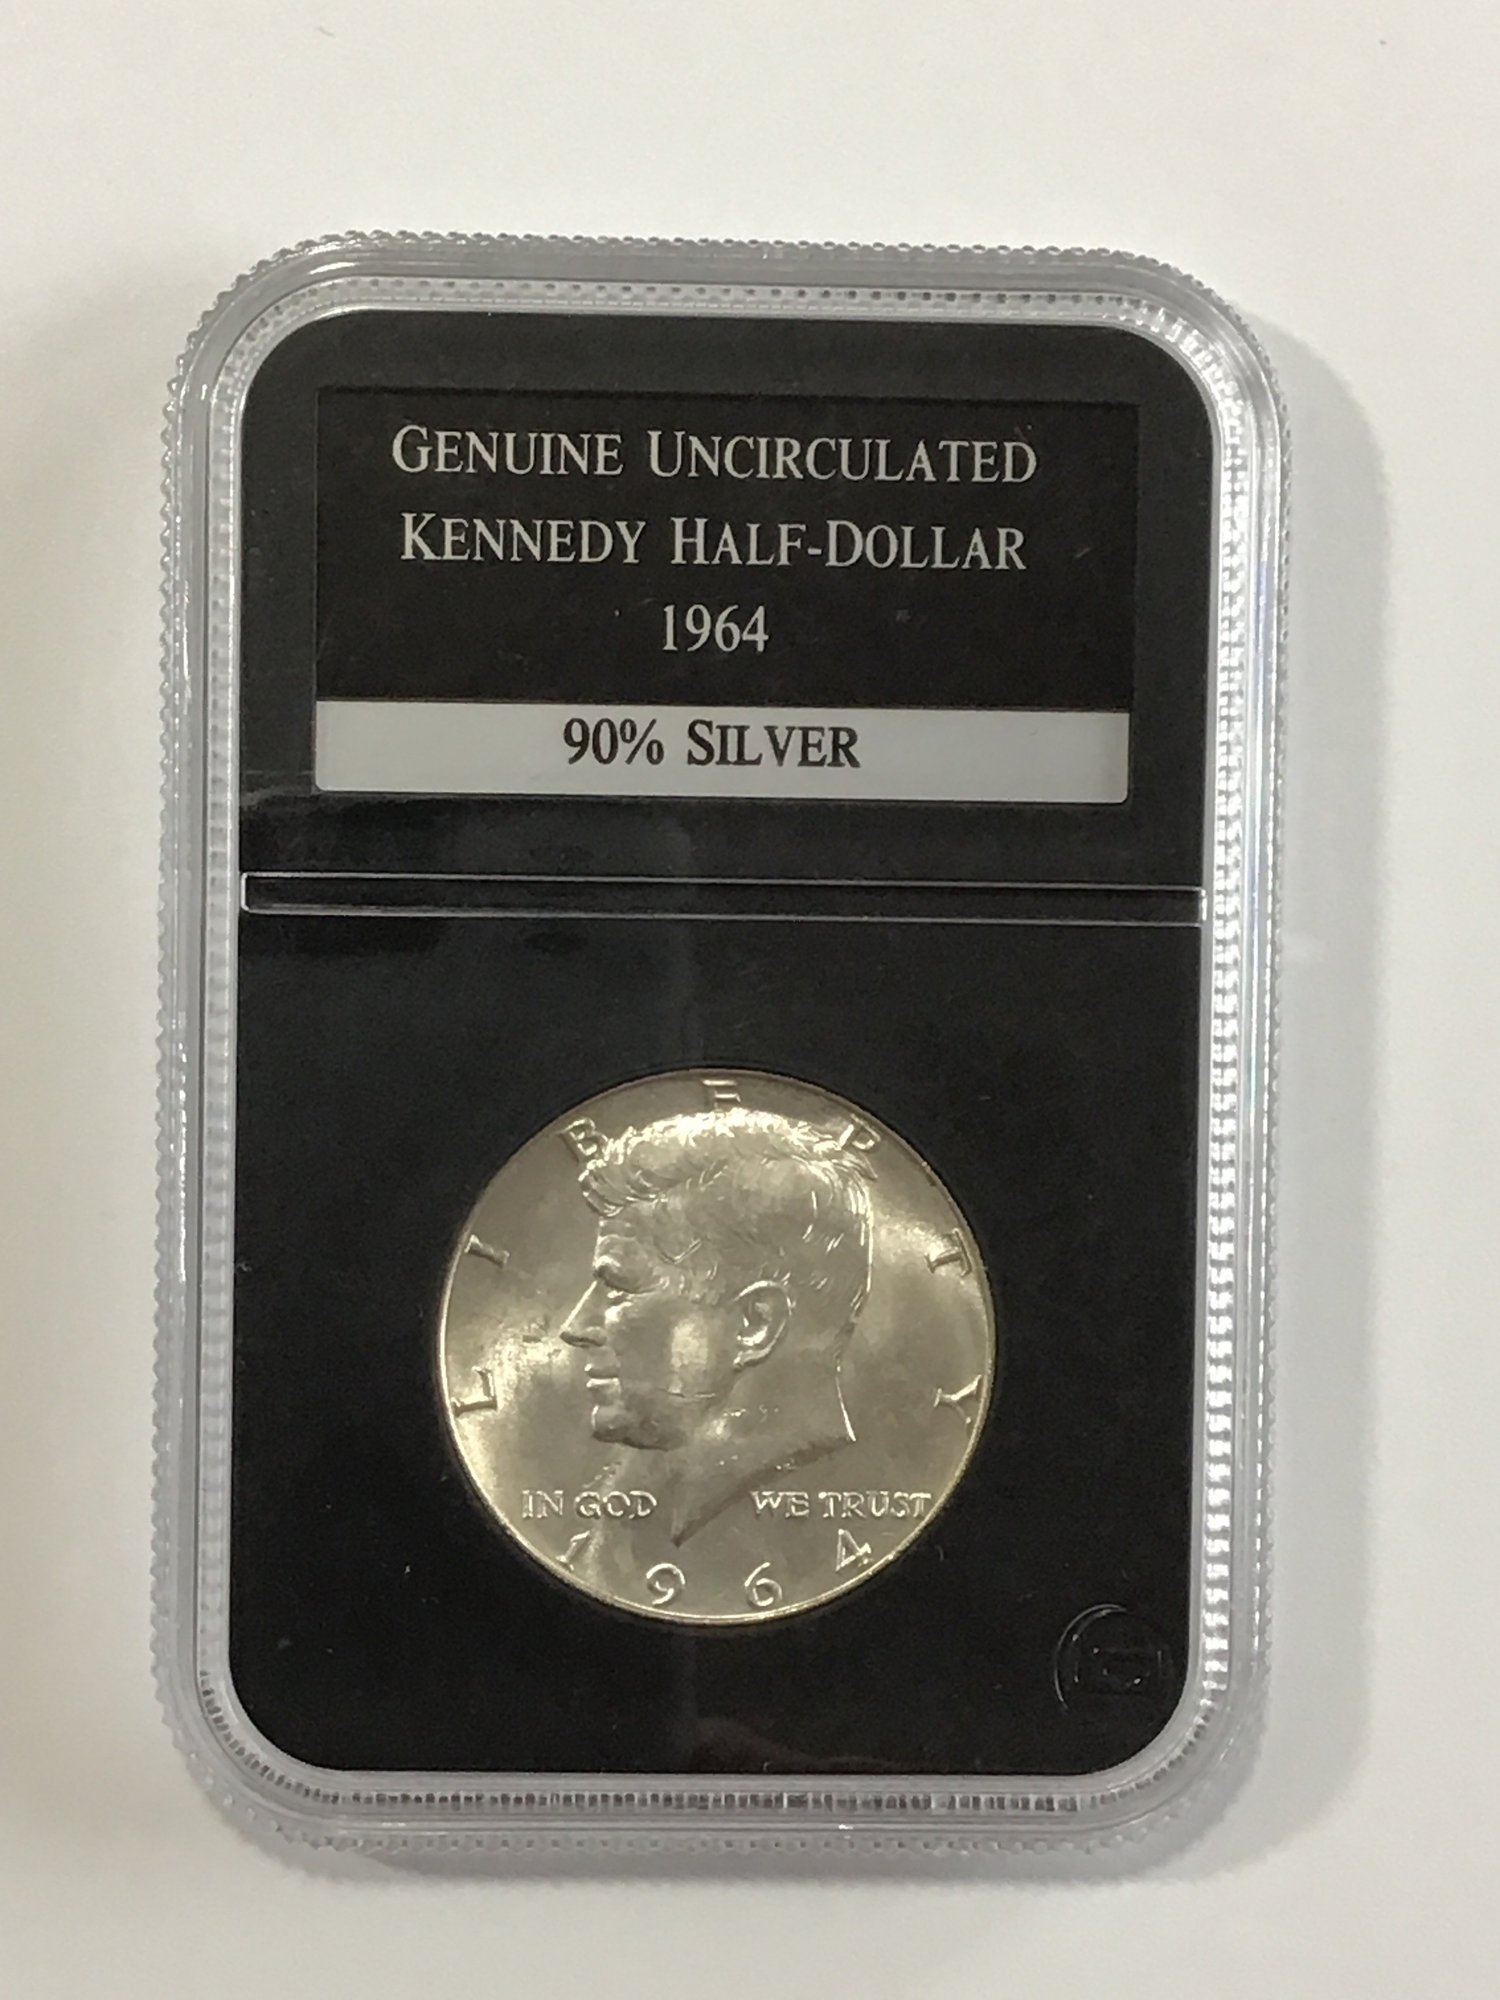 GENUINE UNCIRCULATED
KENNEDY HALF-DOLLAR
1964
90% SILVER
LIBERTY
IN GOD WE TRUST
1964